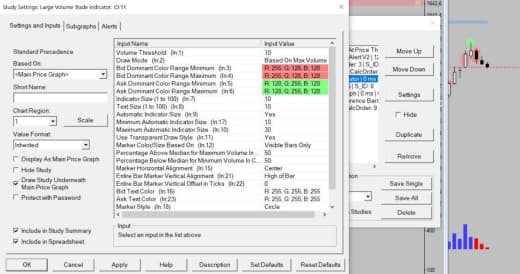 Study Settings: Large Volume Trade Indicator. ID:11
Settings and Inputs
Subgraphs
Alerts
Standard Precedence
Based On:
<Main Price Graph>
Short Name:
Chart Region:
1
Scale
Value Format:
Inherited
Display As Main Price Graph
Hide Study
Draw Study Underneath
Main Price Graph
Protect with Password
Include in Study Summary
Include in Spreadsheet
Input Name
Input Value
Volume Threshold (In:1) 10
Draw Mode (In:2) Based On Max Volume
Bid Dominant Color Range Minimum (In:3) R: 255, G: 128, B: 128
Bid Dominant Color Range Maximum (In:4) R: 255, G: 128, B: 128
Ask Dominant Color Range Minimum (In:5) R: 128, G: 255, B: 128
Ask Dominant Color Range Maximum (In:6) R: 128, G: 255, B: 128
Indicator Size (1 to 100) (In:7) 10
Text Size (1 to 100) (In:8) 10
Automatic Indicator Size (In:9) Yes
Minimum Automatic Indicator Size (In:17) 10
Maximum Automatic Indicator Size (In:10) 30
Use Transparent Draw Style (In:11) Yes
Marker Color/Size Based On (In:12) Visible Bars Only
Percentage Above Median for Maximum Volume In... 50
Percentage Below Median for Minimum Volume In C... 50
Marker Horizontal Alignment (In:15) Center
Entire Bar Marker Vertical Alignment (In:21) High of Bar
Entire Bar Marker Vertical Offset in Ticks (In:22) 0
Bid Text Color (In:16) R: 255, G: 255, B: 255
Ask Text Color (In:23) R: 255, G: 255, B: 255
Marker Style (In:18) Circle
Input
Select an input in the list above
OK
Cancel
Apply
Help
Description
Set Defaults
Reset Defaults
Move Up
Move Down
Settings
Hide
Duplicate
Remove
Save Single
Save All
Delete
Studies